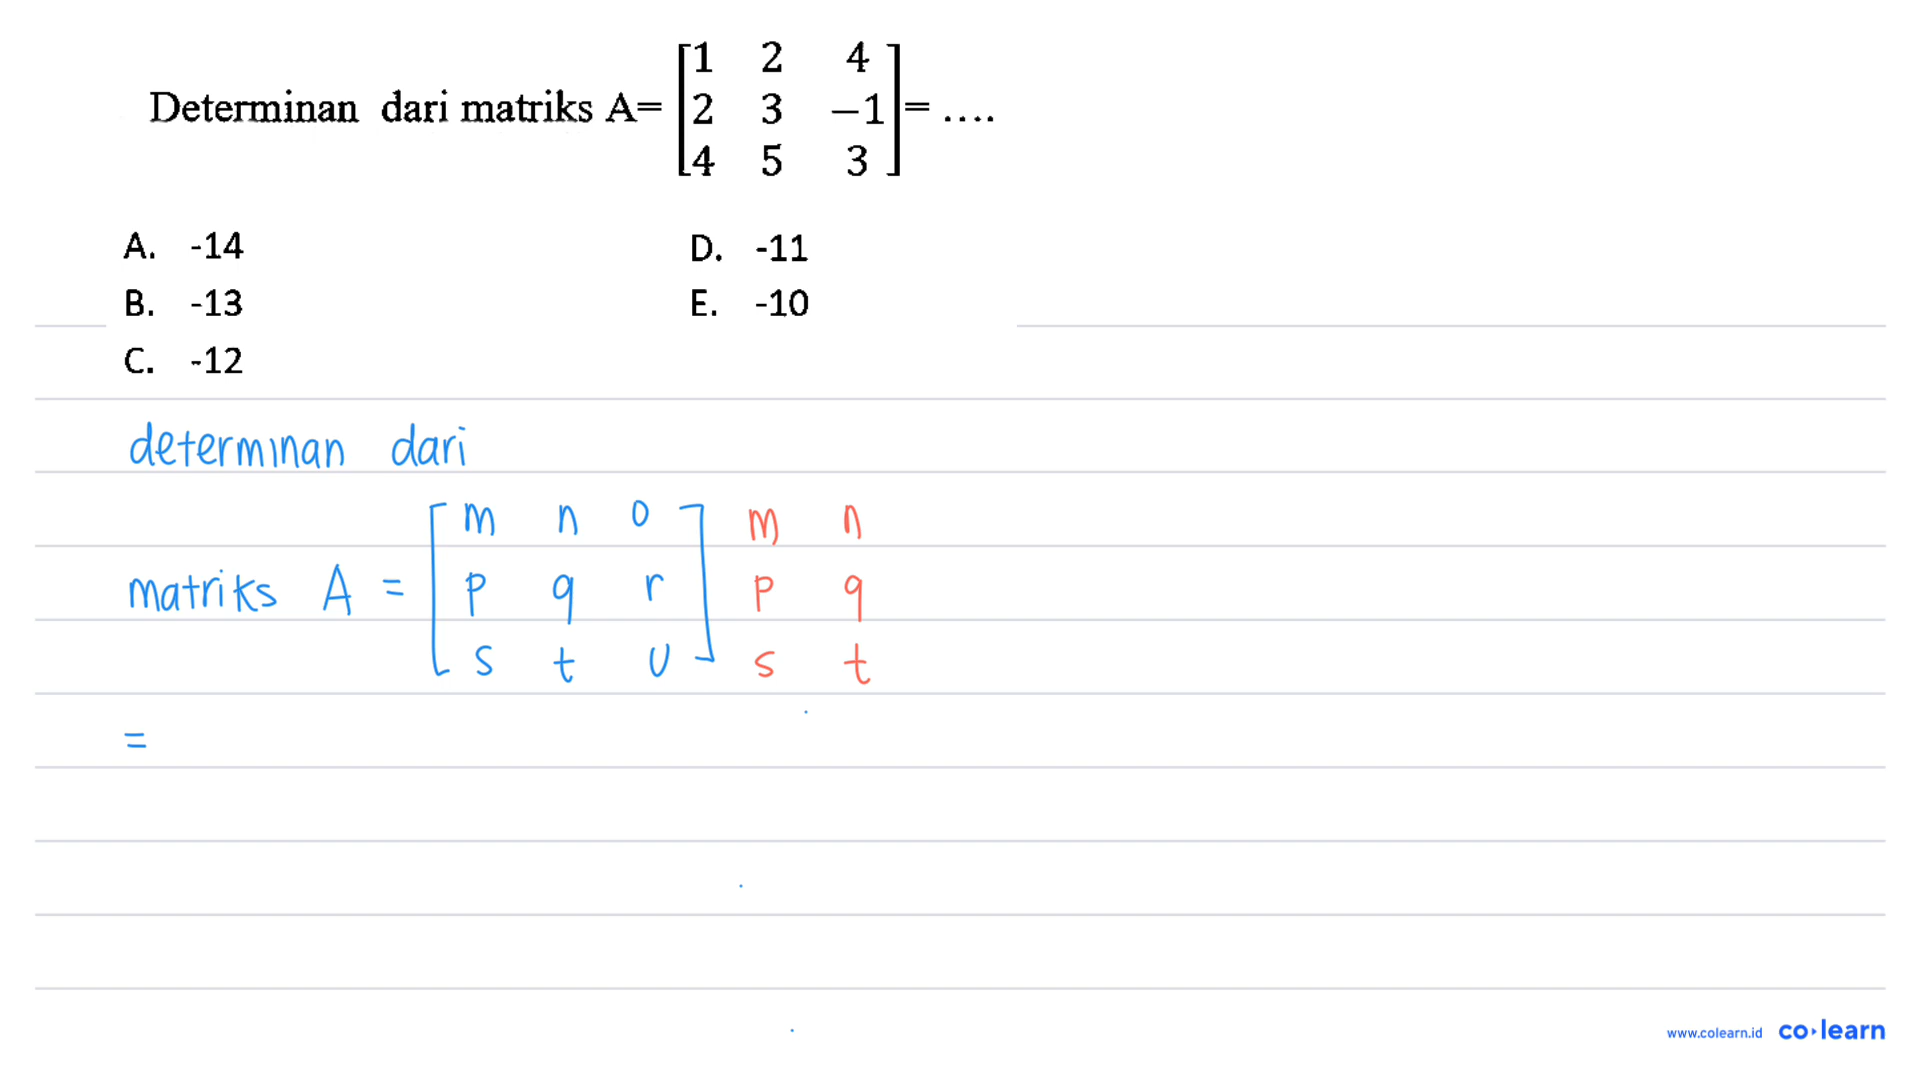 Determinan dari matriks A= [1 2 4
2 3 −1
4 5 3] = ....
A. -14
D. -11
B. -13
E. -10
C. -12
determinan dari
matriks A = [m n o
p q r
s t u] m n
p q
s t
=
www.colearn.id co·learn